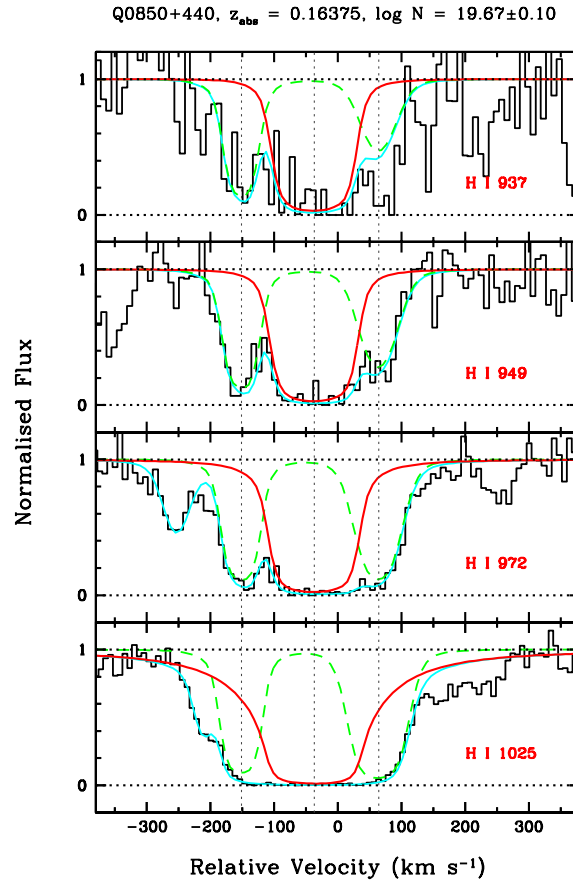 Q0850+440, z_abs = 0.16375, log N = 19.67±0.10
1
0
H I 937
1
0
H I 949
1
0
H I 972
1
0
H I 1025
Normalised Flux
−300 −200 −100 0 100 200 300
Relative Velocity (km s⁻¹)